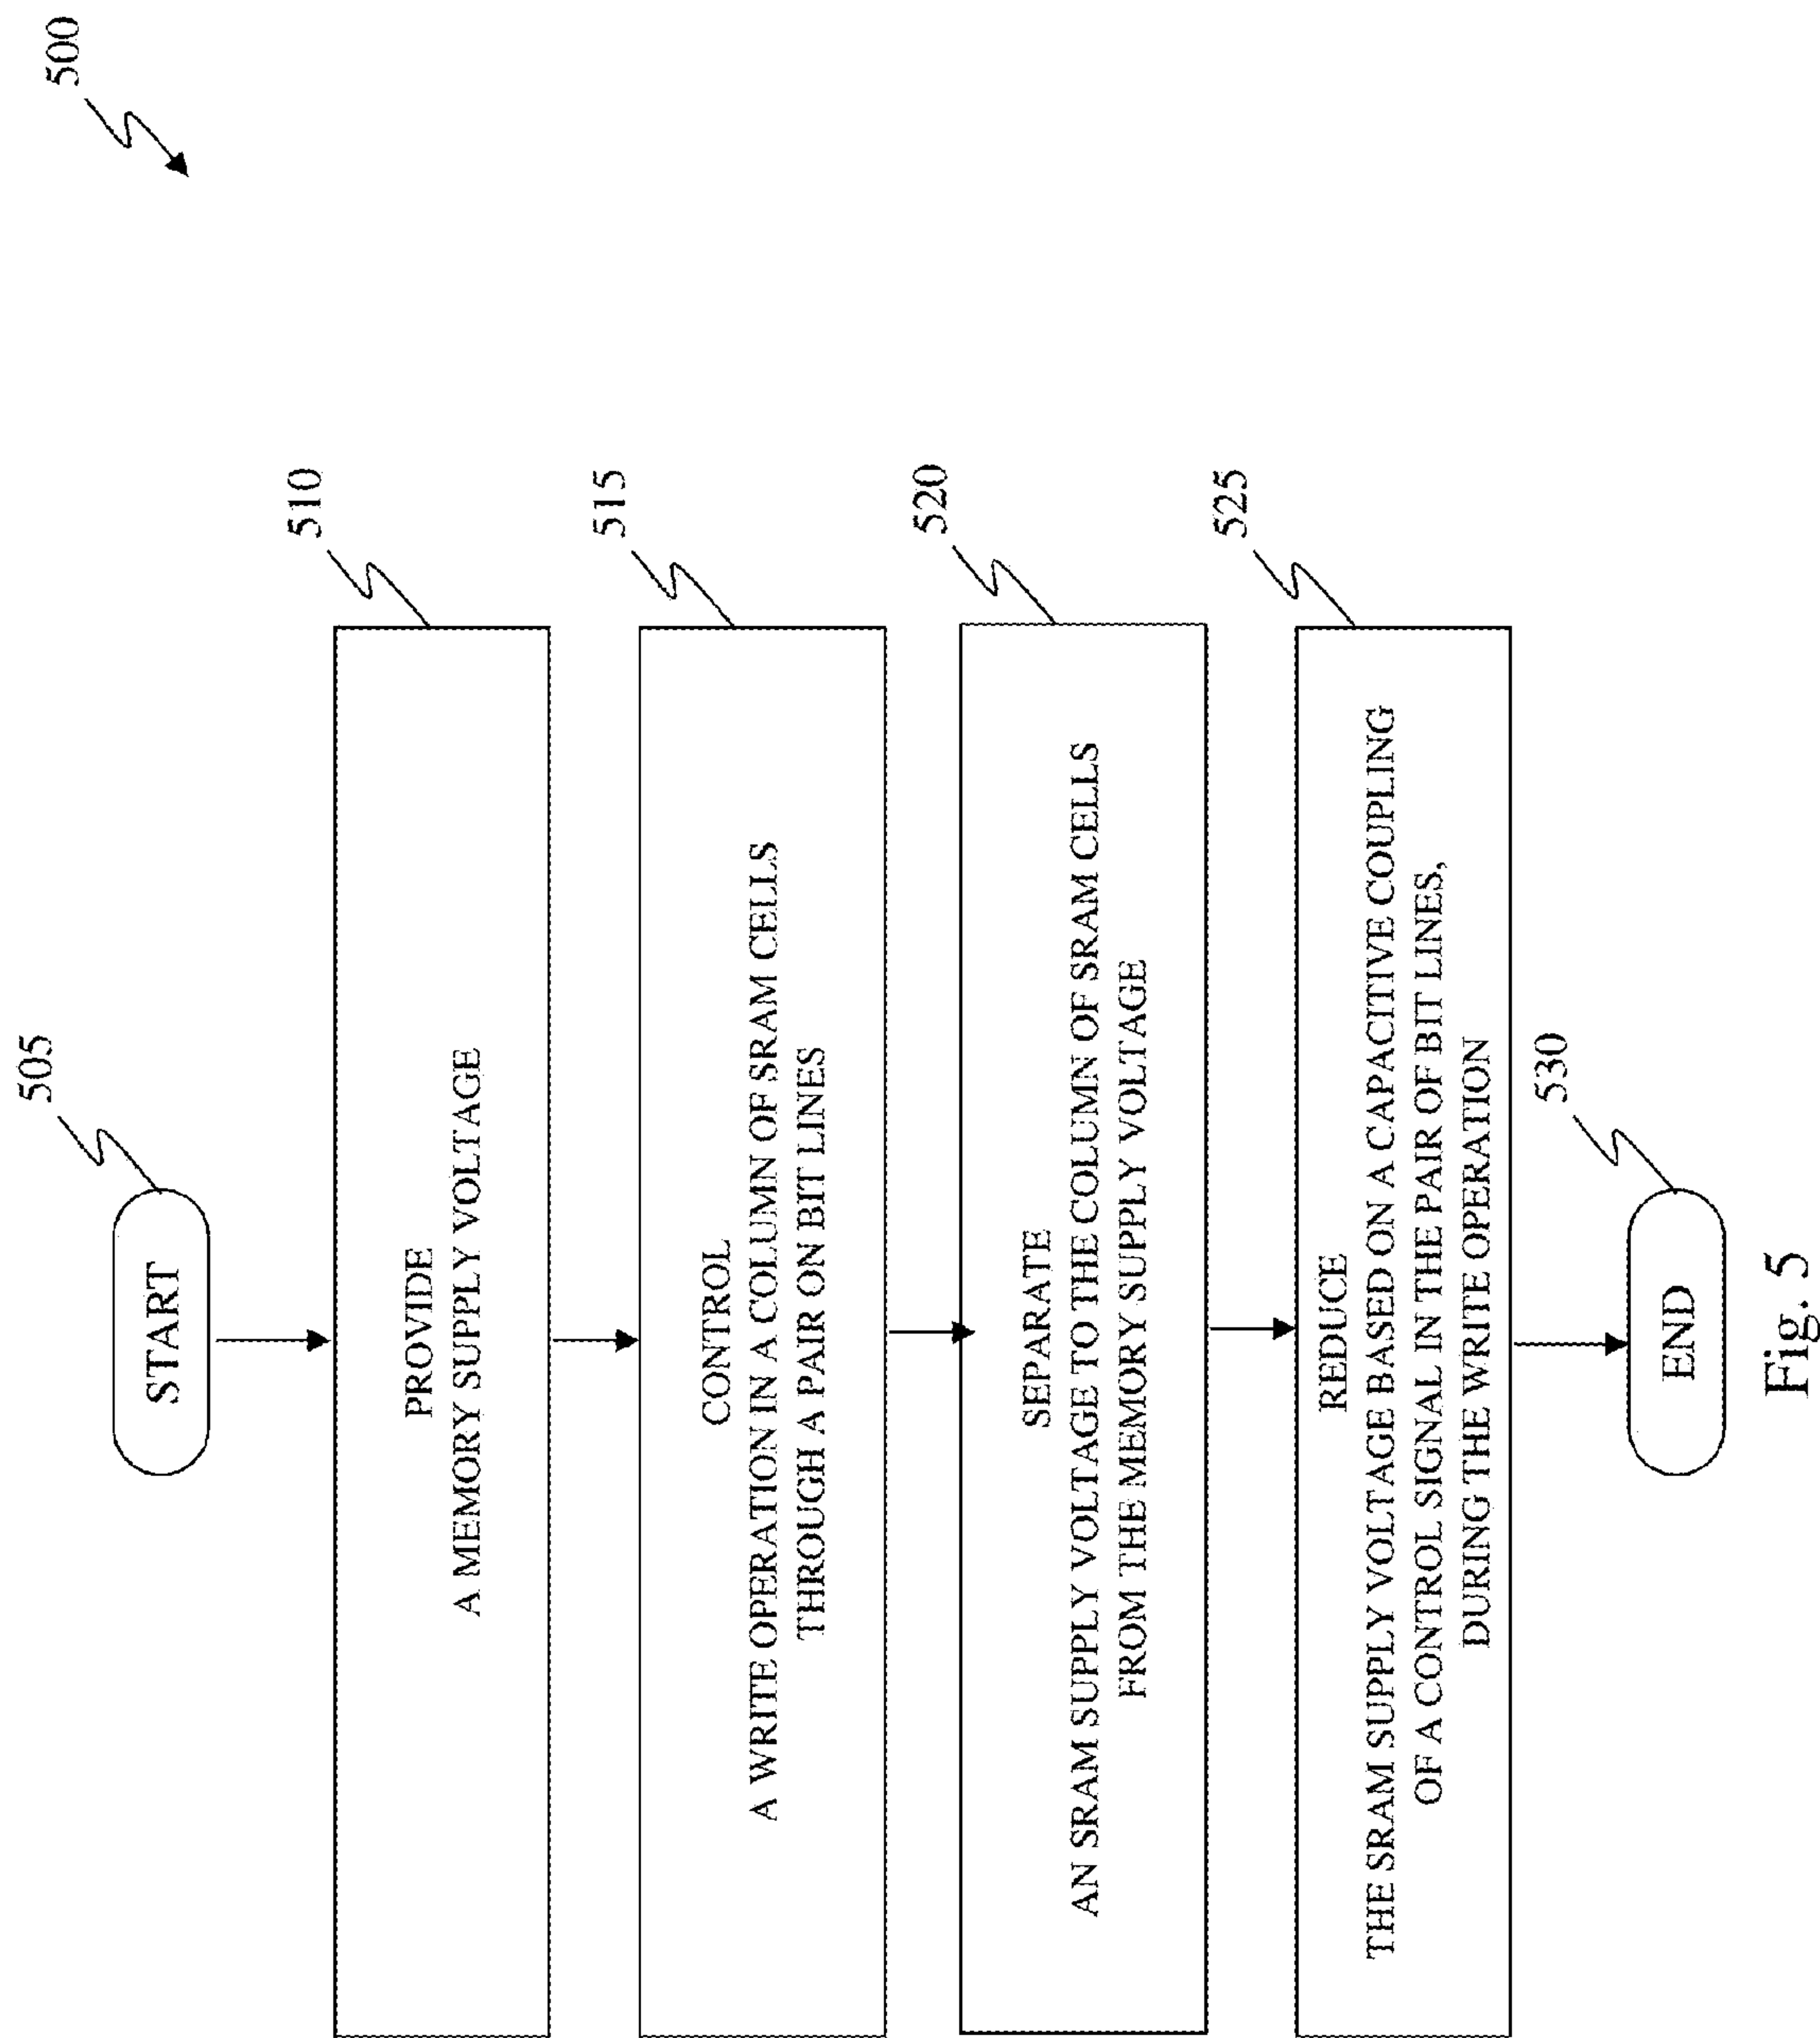 500
505
START
510
PROVIDE
A MEMORY SUPPLY VOLTAGE
515
CONTROL
A WRITE OPERATION IN A COLUMN OF SRAM CELLS
THROUGH A PAIR ON BIT LINES
520
SEPARATE
AN SRAM SUPPLY VOLTAGE TO THE COLUMN OF SRAM CELLS
FROM THE MEMORY SUPPLY VOLTAGE
525
REDUCE
THE SRAM SUPPLY VOLTAGE BASED ON A CAPACITIVE COUPLING
OF A CONTROL SIGNAL IN THE PAIR OF BIT LINES,
DURING THE WRITE OPERATION
530
END
Fig. 5